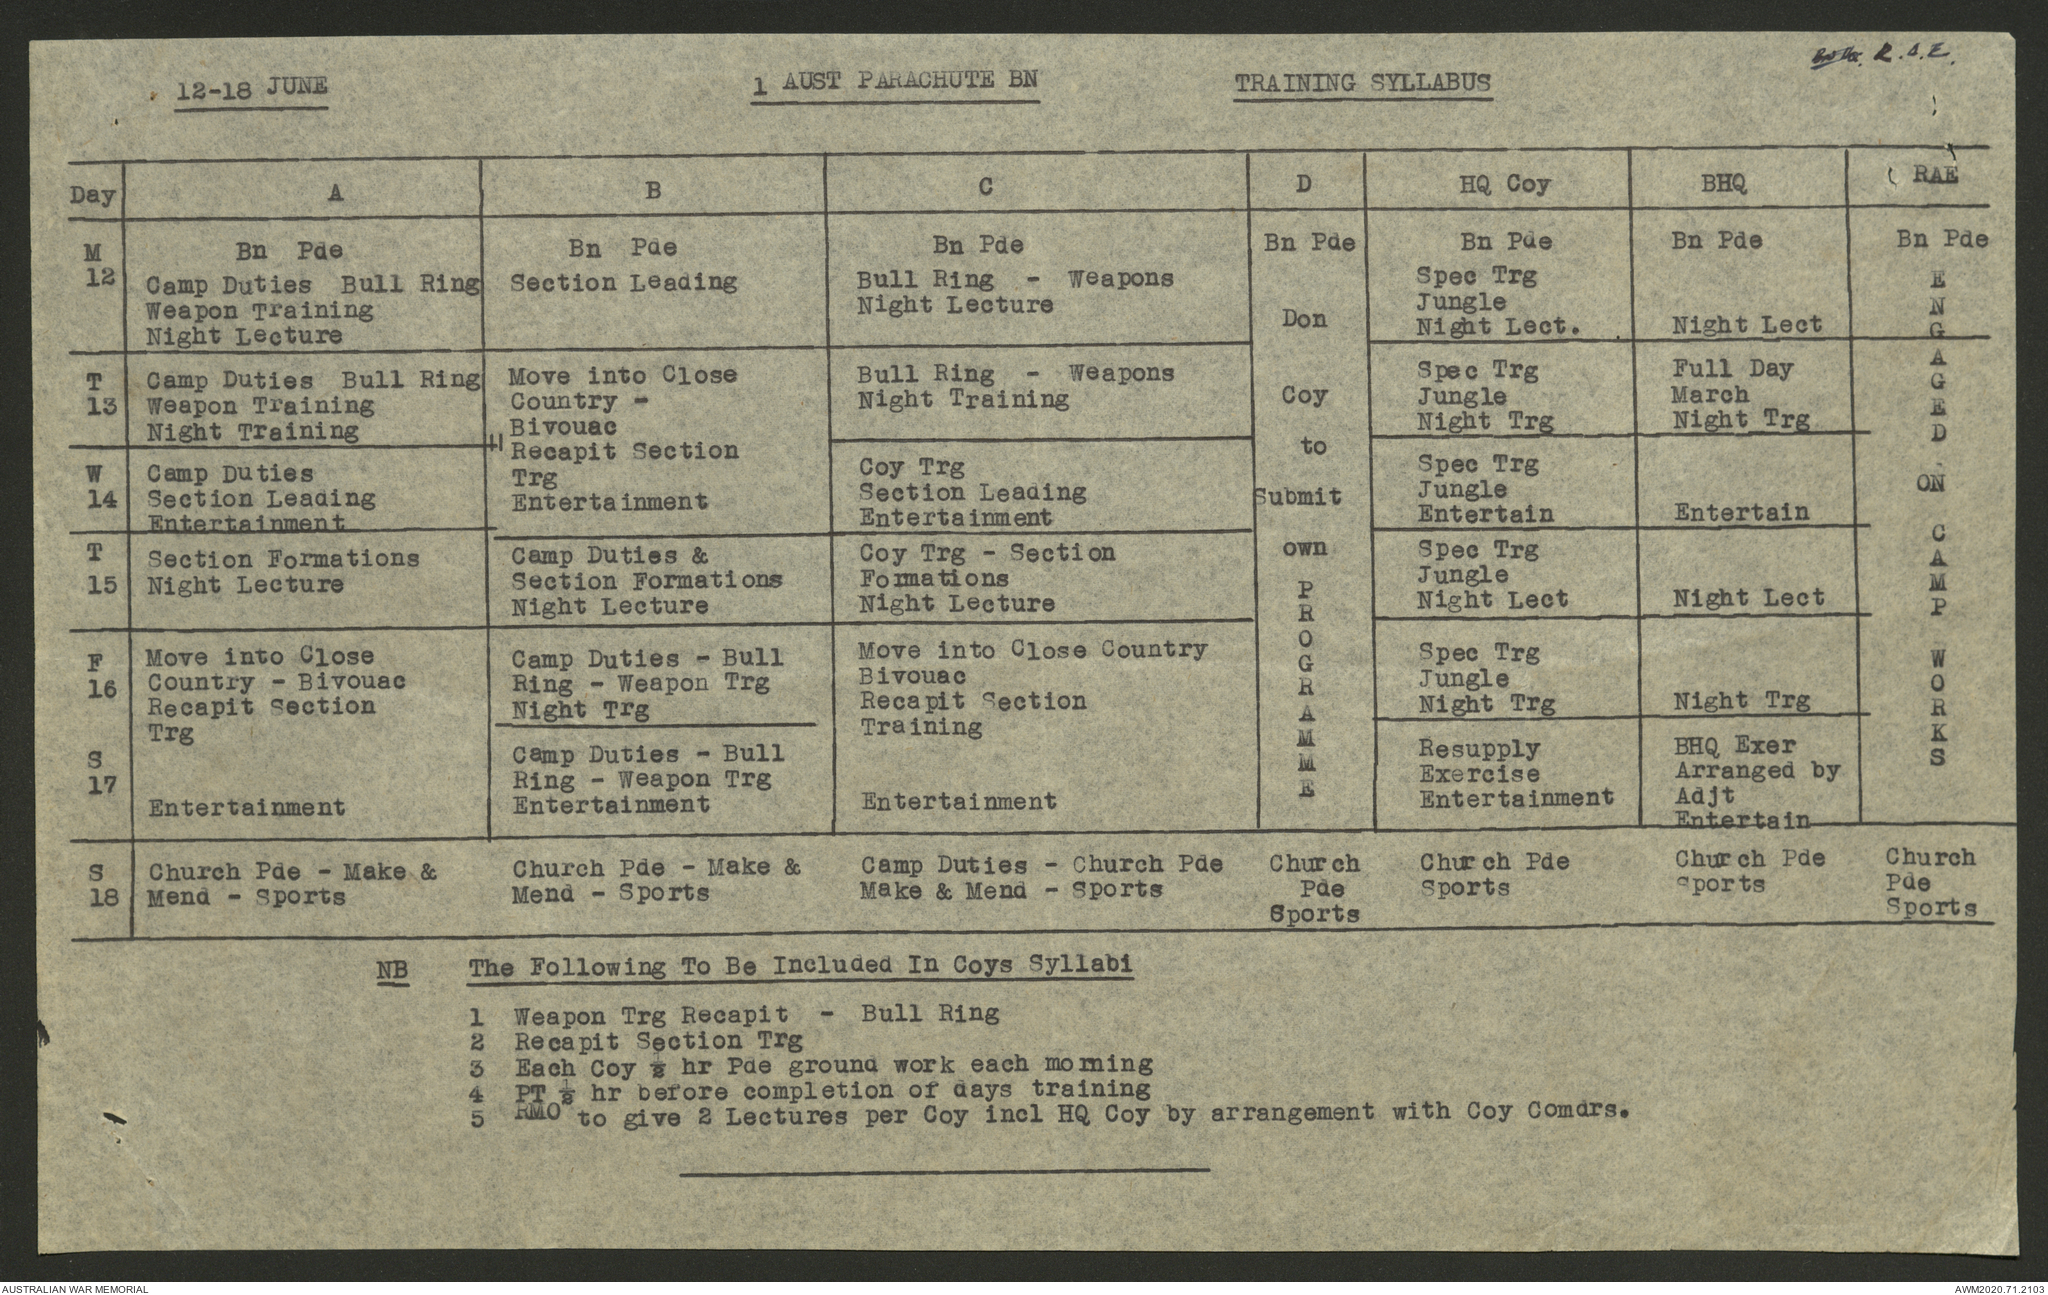 R.A.E.
12-18 JUNE 1 AUST PARACHUTE BN TRAINING SYLLABUS
Day A B C D HQ Coy BHQ RAE
M
12
Bn Pde
Camp Duties Bull Ring
Weapon Training
Night Lecture
Bn Pde
Section Leading
Bn Pde
Bull Ring - Weapons
Night Lecture
Bn Pde
Don
Coy
to
Submit
own
PROGRAMME
Bn Pde
Spec Trg
Jungle
Night Lect.
Bn Pde
Night Lect
Bn Pde
ENGAGED
ON
CAMP
WORKS
T
13
Camp Duties Bull Ring
Weapon Training
Night Training
Move into Close
Country -
Bivouac
Recapit Section
Trg
Entertainment
Bull Ring - Weapons
Night Training
Spec Trg
Jungle
Night Trg
Full Day
March
Night Trg
W
14
Camp Duties
Section Leading
Entertainment
Coy Trg
Section Leading
Entertainment
Spec Trg
Jungle
Entertain
Entertain
T
15
Section Formations
Night Lecture
Camp Duties &
Section Formations
Night Lecture
Coy Trg - Section
Formations
Night Lecture
Spec Trg
Jungle
Night Lect
Night Lect
F
16
Move into Close
Country - Bivouac
Recapit Section
Trg
Camp Duties - Bull
Ring - Weapon Trg
Night Trg
Move into Close Country
Bivouac
Recapit Section
Training
Spec Trg
Jungle
Night Trg
Night Trg
S
17
Entertainment
Camp Duties - Bull
Ring - Weapon Trg
Entertainment
Entertainment
Resupply
Exercise
Entertainment
BHQ Exer
Arranged by
Adjt
Entertain
S
18
Church Pde - Make &
Mend - Sports
Church Pde - Make &
Mend - Sports
Camp Duties - Church Pde
Make & Mend - Sports
Church
Pde
Sports
Church Pde
Sports
Church Pde
Sports
Church
Pde
Sports
NB The Following To Be Included In Coys Syllabi
1 Weapon Trg Recapit - Bull Ring
2 Recapit Section Trg
3 Each Coy ½ hr Pde ground work each morning
4 PT ½ hr before completion of days training
5 RMO to give 2 Lectures per Coy incl HQ Coy by arrangement with Coy Comdrs.
AUSTRALIAN WAR MEMORIAL AWM2020.71.2103